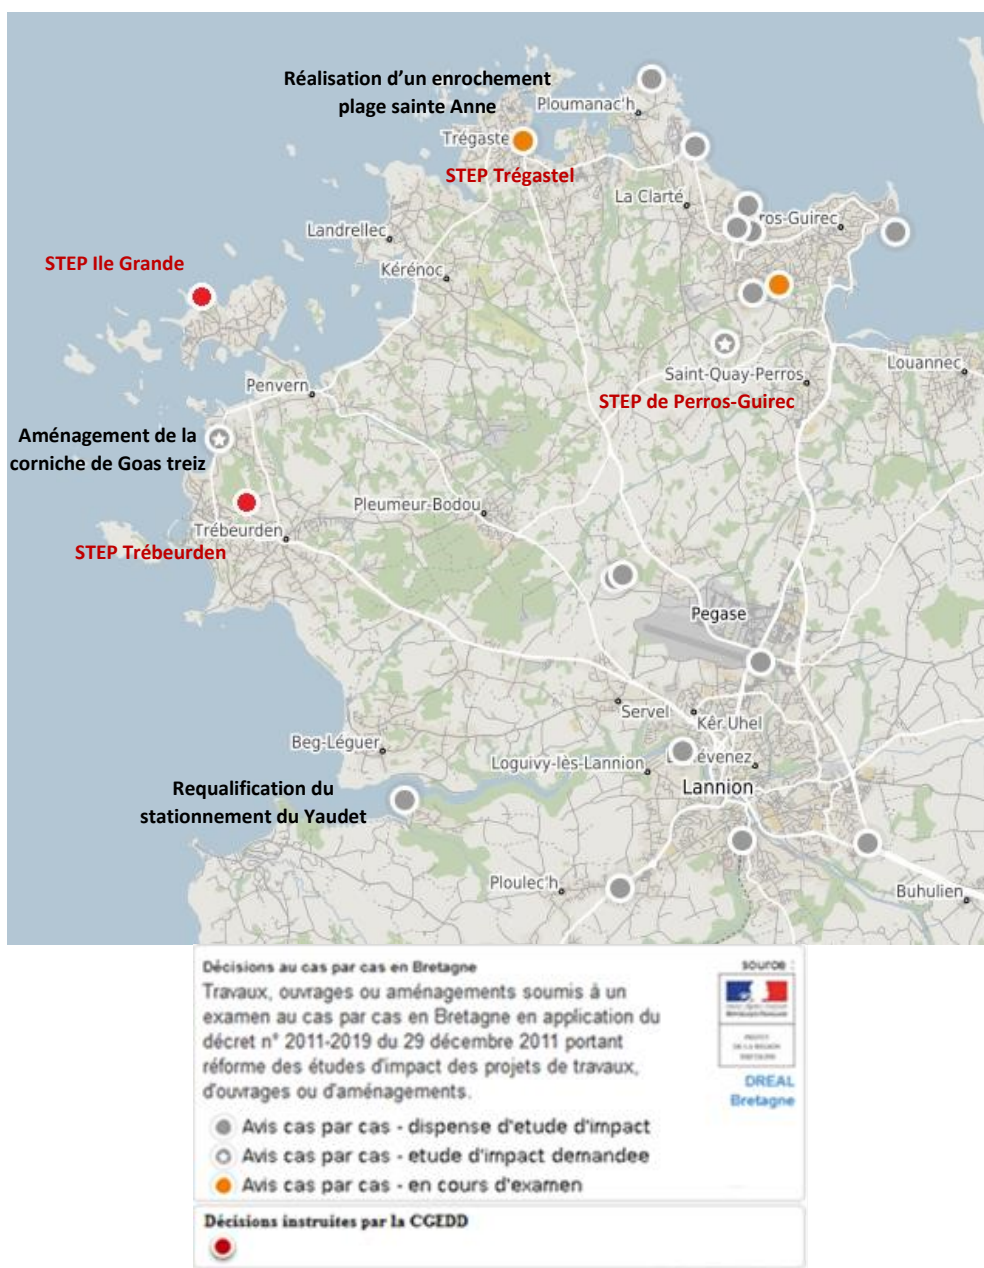 Réalisation d'un enrochement
plage sainte Anne
Ploumanac'h
Trégaste
STEP Trégastel
La Clarté
ros-Guirec
Landrellec
STEP Ile Grande
Kérénoc
Louannec
Saint-Quay-Perros
Penvern
STEP de Perros-Guirec
Aménagement de la
corniche de Goas treiz
Pleumeur-Bodou
Trébeurden
STEP Trébeurden
Pegase
Servel
Kér Uhel
Beg-Léguer
Loguivy-lès-Lannion
évenez
Requalification du
stationnement du Yaudet
Lannion
Ploulec'h
Buhulien
Décisions au cas par cas en Bretagne
source :
Travaux, ouvrages ou aménagements soumis à un
examen au cas par cas en Bretagne en application du
décret n° 2011-2019 du 29 décembre 2011 portant
réforme des études d'impact des projets de travaux,
d'ouvrages ou d'aménagements.
DREAL
Bretagne
Avis cas par cas - dispense d'etude d'impact
Avis cas par cas - etude d'impact demandee
Avis cas par cas - en cours d'examen
Décisions instruites par la CGEDD